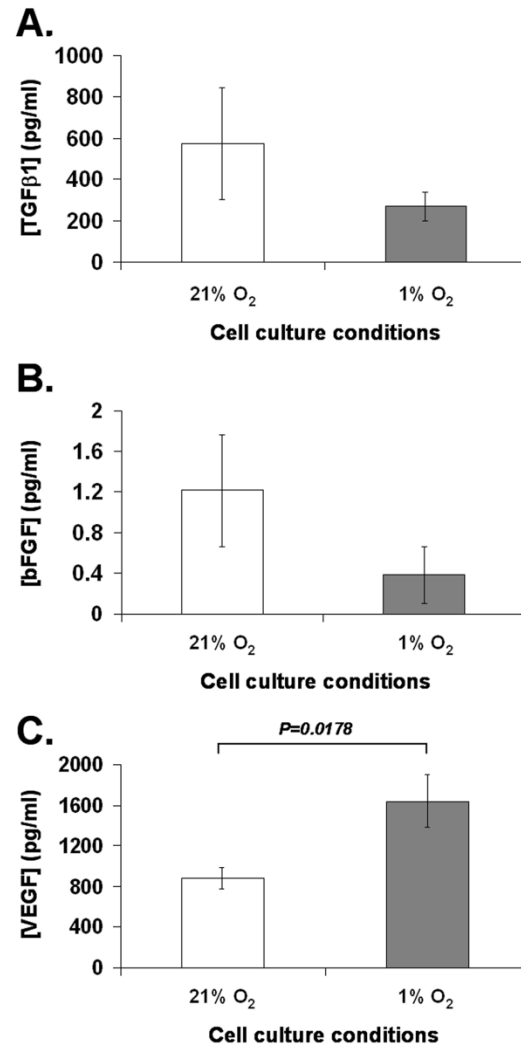 A.
1000
800
600
400
200
0
[TGFβ1] (pg/ml)
21% O₂ 1% O₂
Cell culture conditions
B.
2
1.6
1.2
0.8
0.4
0
[bFGF] (pg/ml)
21% O₂ 1% O₂
Cell culture conditions
C.
P=0.0178
2000
1600
1200
800
400
0
[VEGF] (pg/ml)
21% O₂ 1% O₂
Cell culture conditions